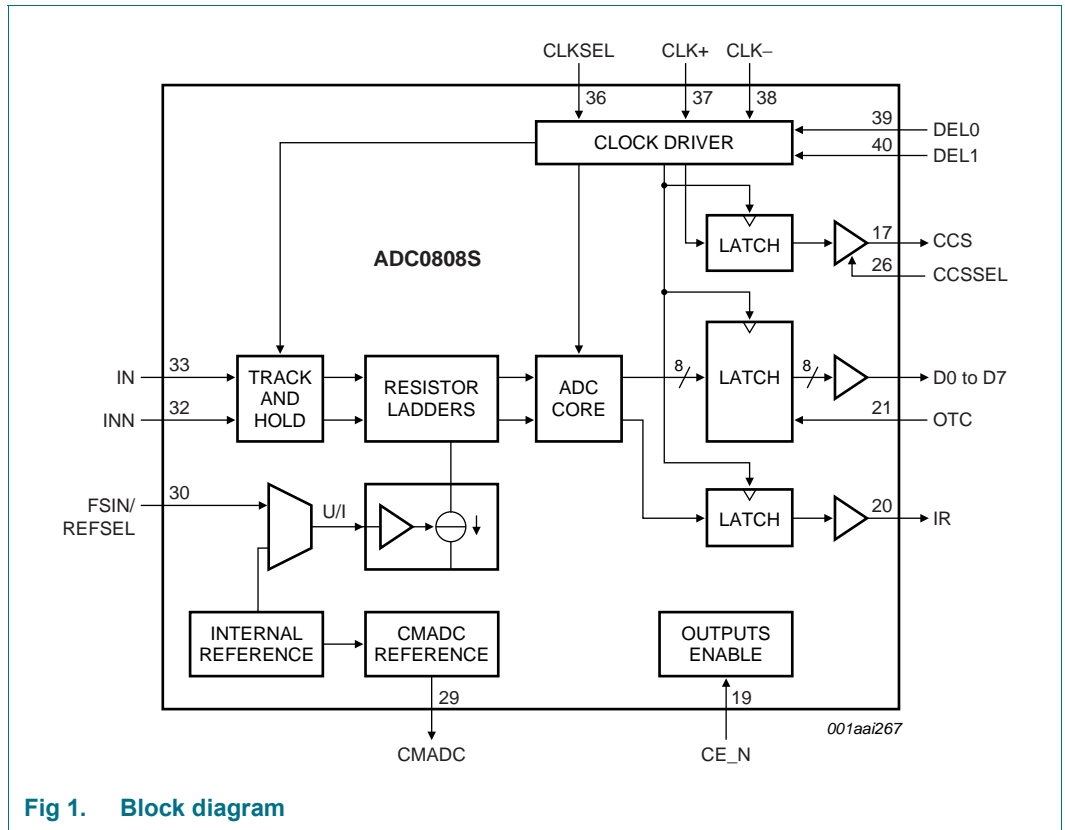 CLKSEL CLK+ CLK–
36 37 38
CLOCK DRIVER
39 DEL0
40 DEL1
LATCH
17 CCS
26 CCSSEL
ADC0808S
IN 33
INN 32
TRACK
AND
HOLD
RESISTOR
LADDERS
ADC
CORE
8
LATCH
8
D0 to D7
21 OTC
FSIN/
REFSEL
30
U/I
LATCH
20 IR
INTERNAL
REFERENCE
CMADC
REFERENCE
OUTPUTS
ENABLE
29 19
CMADC CE_N
001aai267
Fig 1. Block diagram